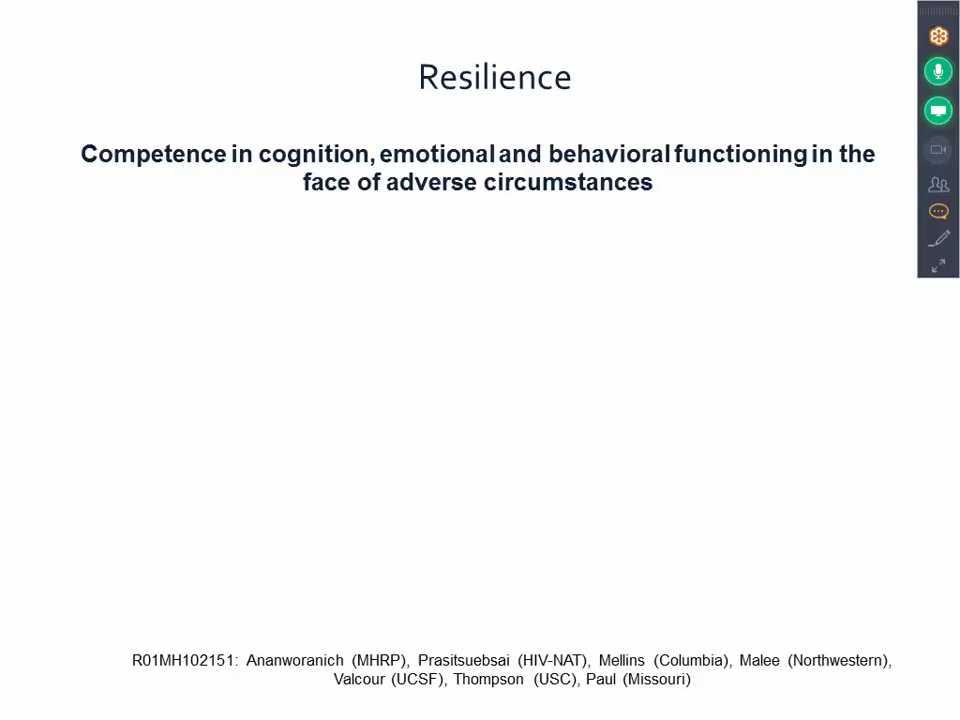 Resilience
Competence in cognition, emotional and behavioral functioning in the
face of adverse circumstances
R01MH102151: Ananworanich (MHRP), Prasitsuebsai (HIV-NAT), Mellins (Columbia), Malee (Northwestern),
Valcour (UCSF), Thompson (USC), Paul (Missouri)